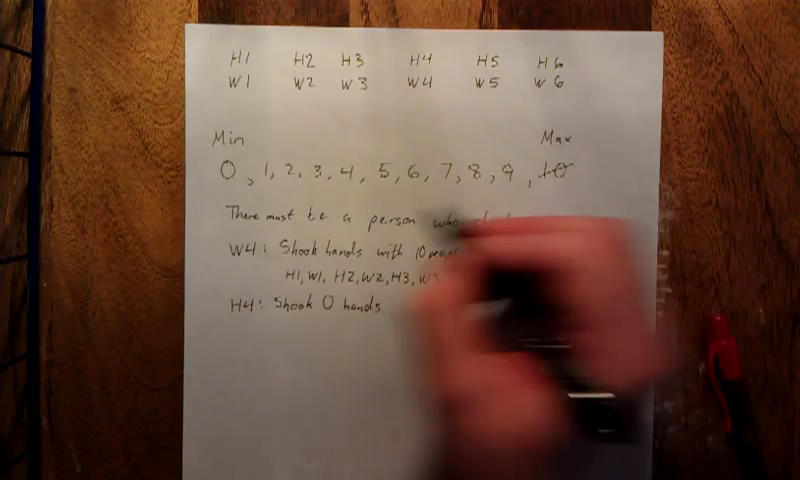 H1 H2 H3 H4 H5 H6
W1 W2 W3 W4 W5 W6
Min Max
0, 1, 2, 3, 4, 5, 6, 7, 8, 9, 10
There must be a person who
W4: Shook hands with 10
H1, W1, H2, W2, H3,
H4: Shook 0 hands